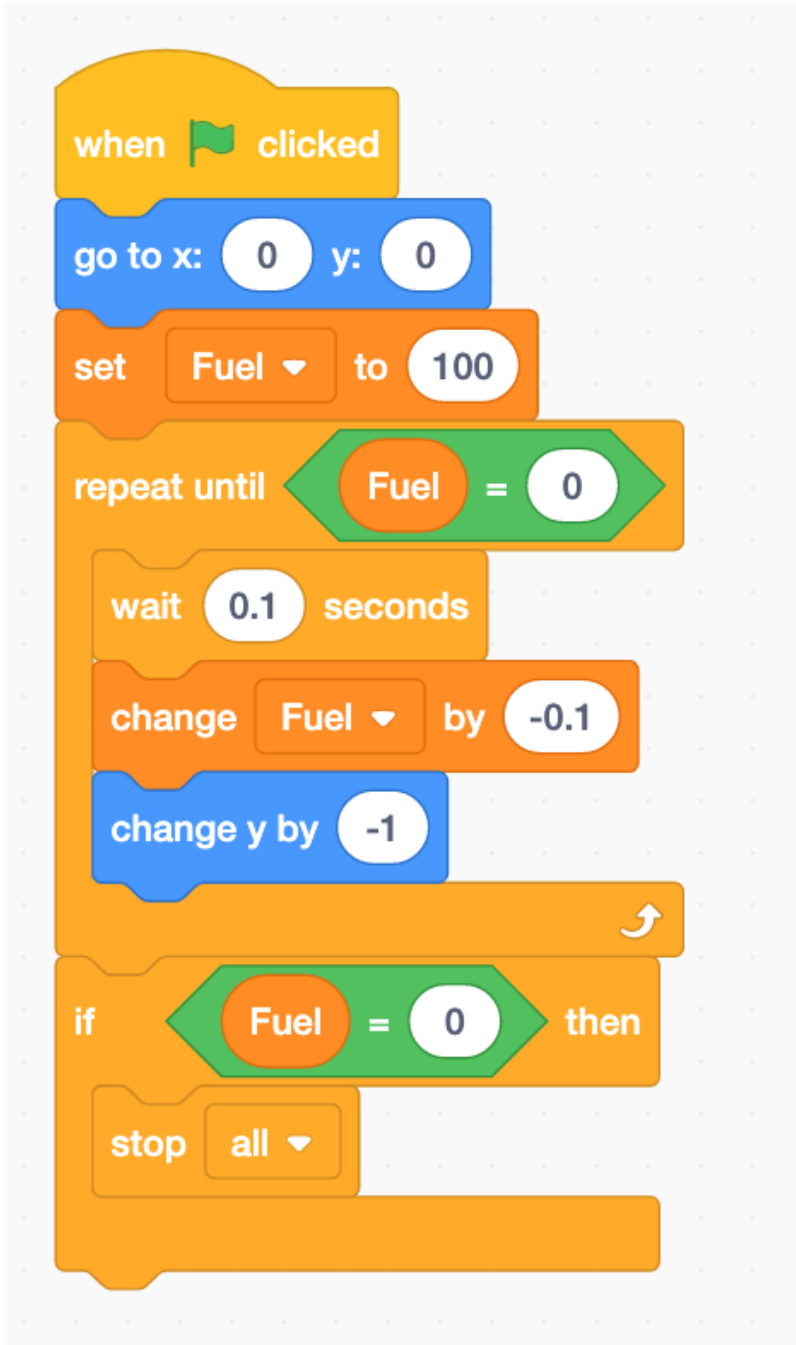 when clicked
go to x: 0 y: 0
set Fuel to 100
repeat until Fuel = 0
wait 0.1 seconds
change Fuel by -0.1
change y by -1
if Fuel = 0 then
stop all